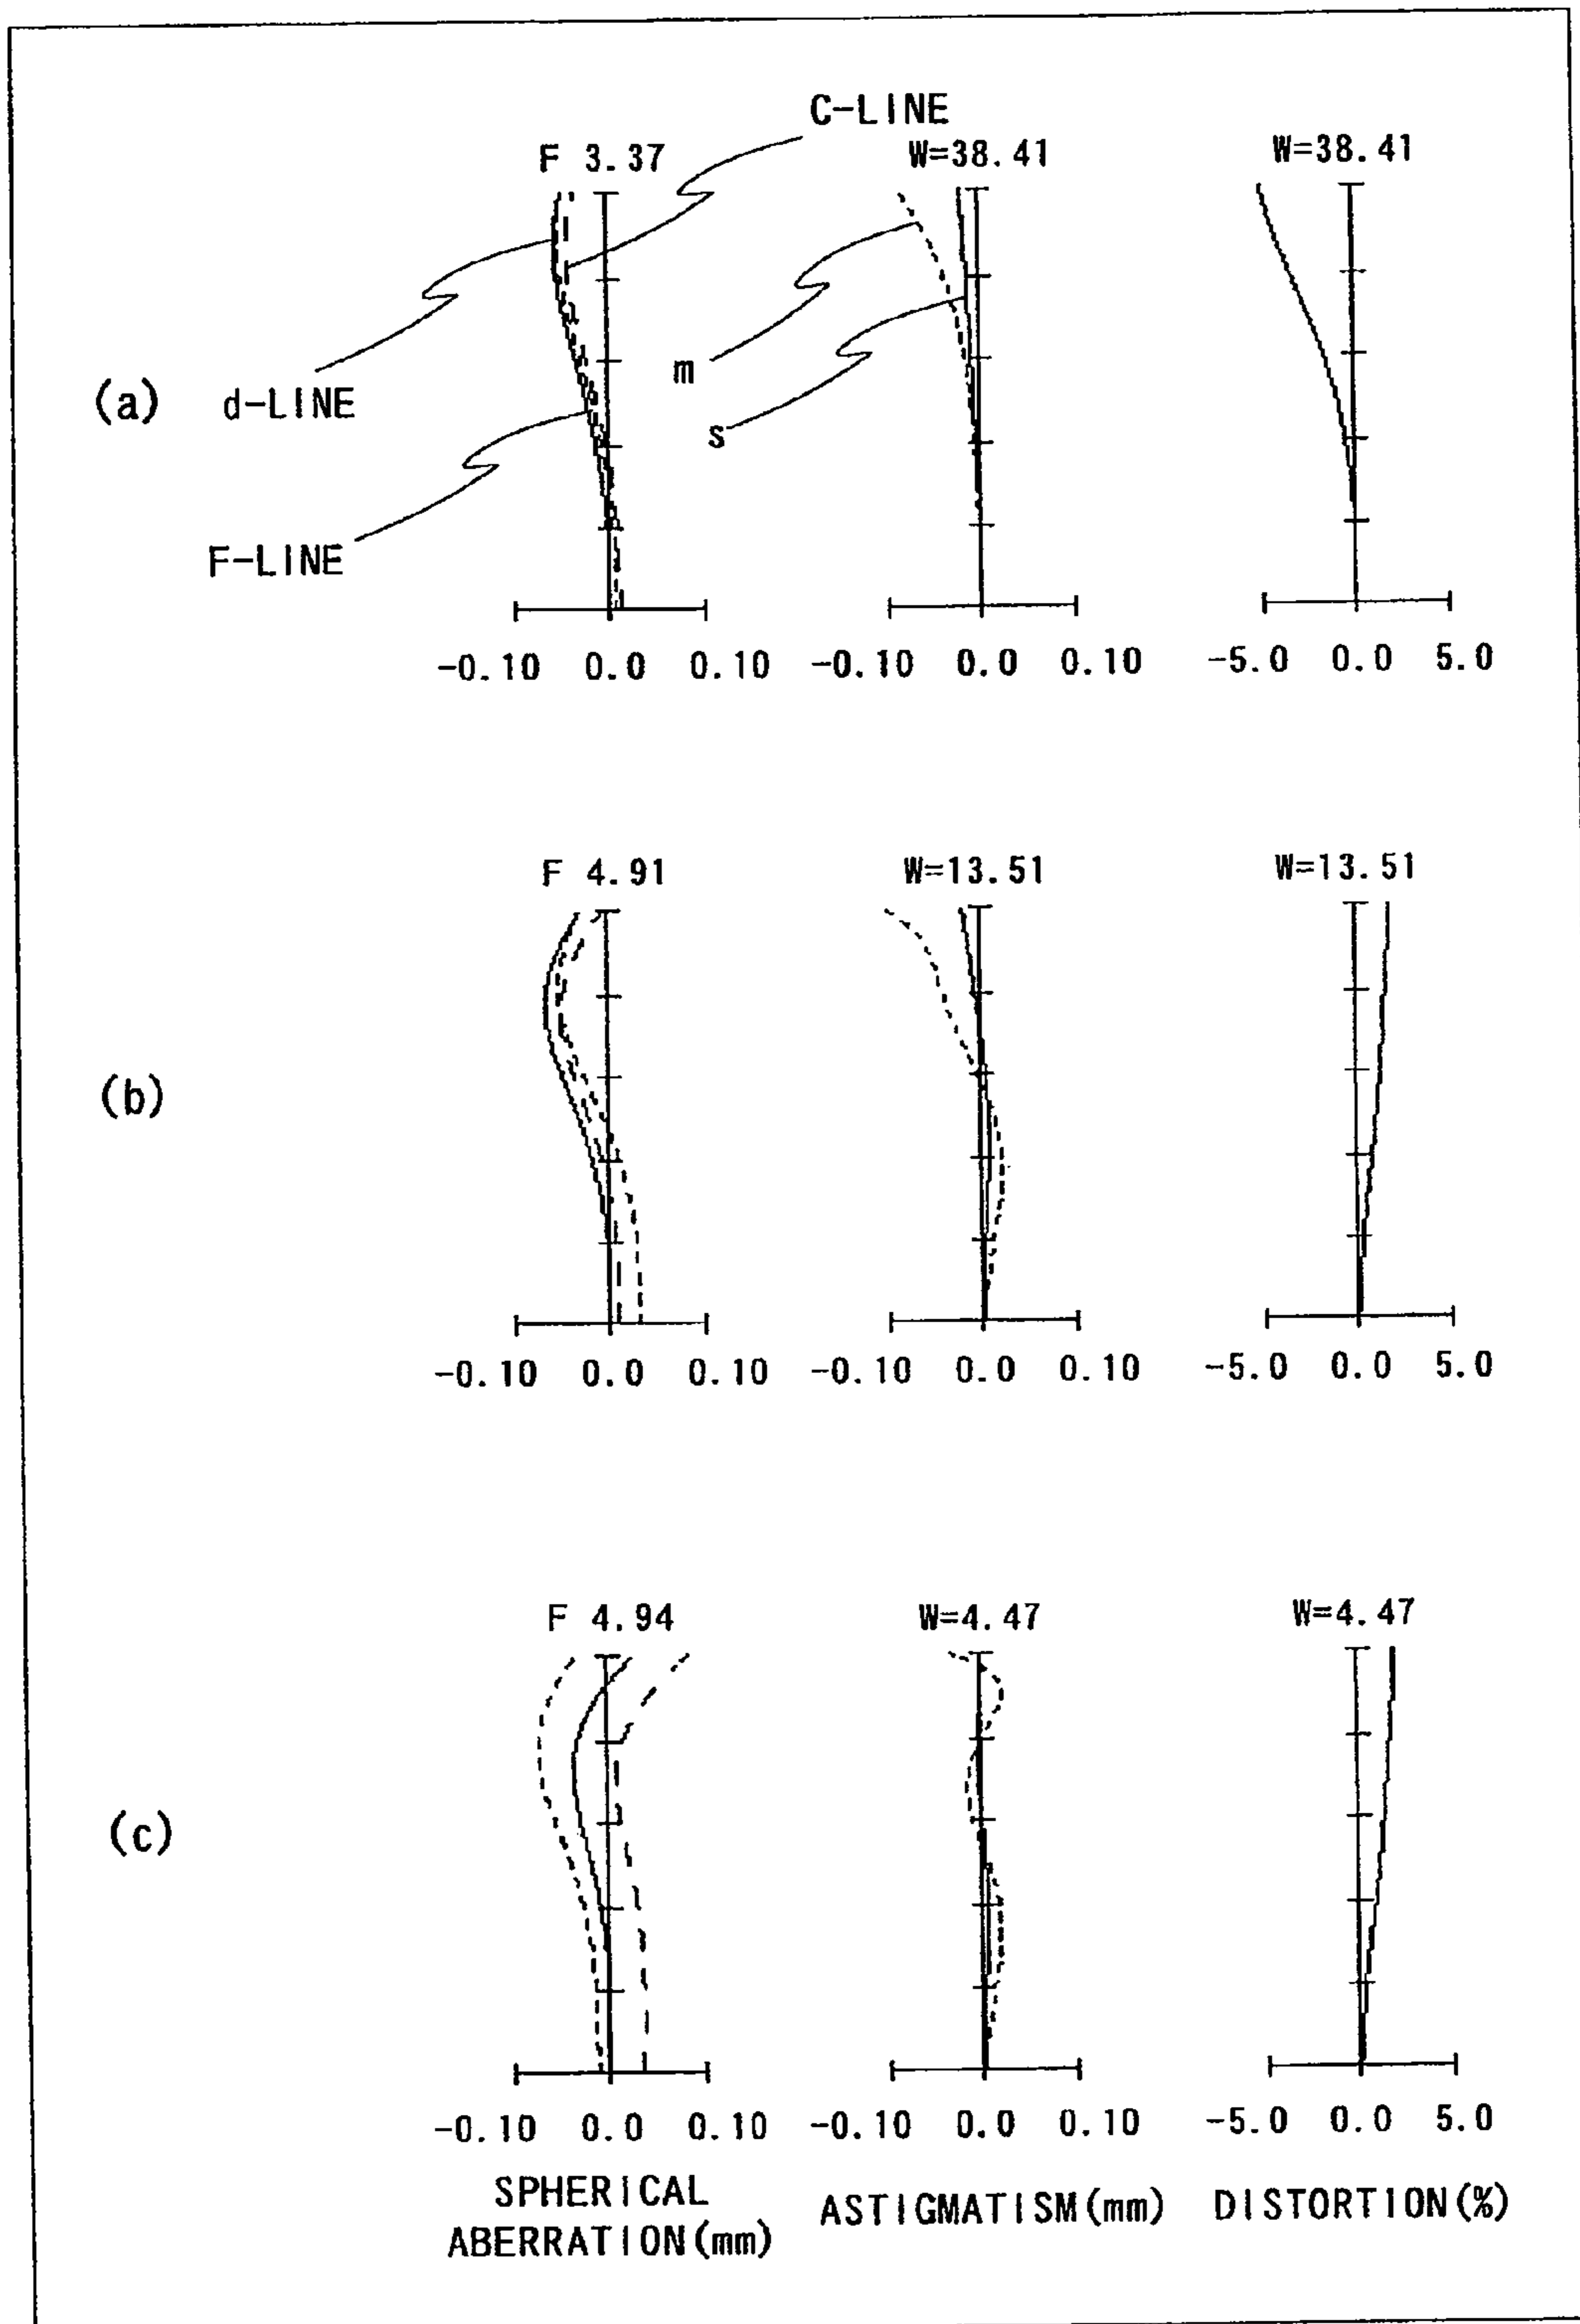 C-LINE
F 3.37 W=38.41 W=38.41
m
(a) d-LINE
s
F-LINE
-0.10 0.0 0.10 -0.10 0.0 0.10 -5.0 0.0 5.0
F 4.91 W=13.51 W=13.51
(b)
-0.10 0.0 0.10 -0.10 0.0 0.10 -5.0 0.0 5.0
F 4.94 W=4.47 W=4.47
(c)
-0.10 0.0 0.10 -0.10 0.0 0.10 -5.0 0.0 5.0
SPHERICAL
ABERRATION(mm) ASTIGMATISM(mm) DISTORTION(%)